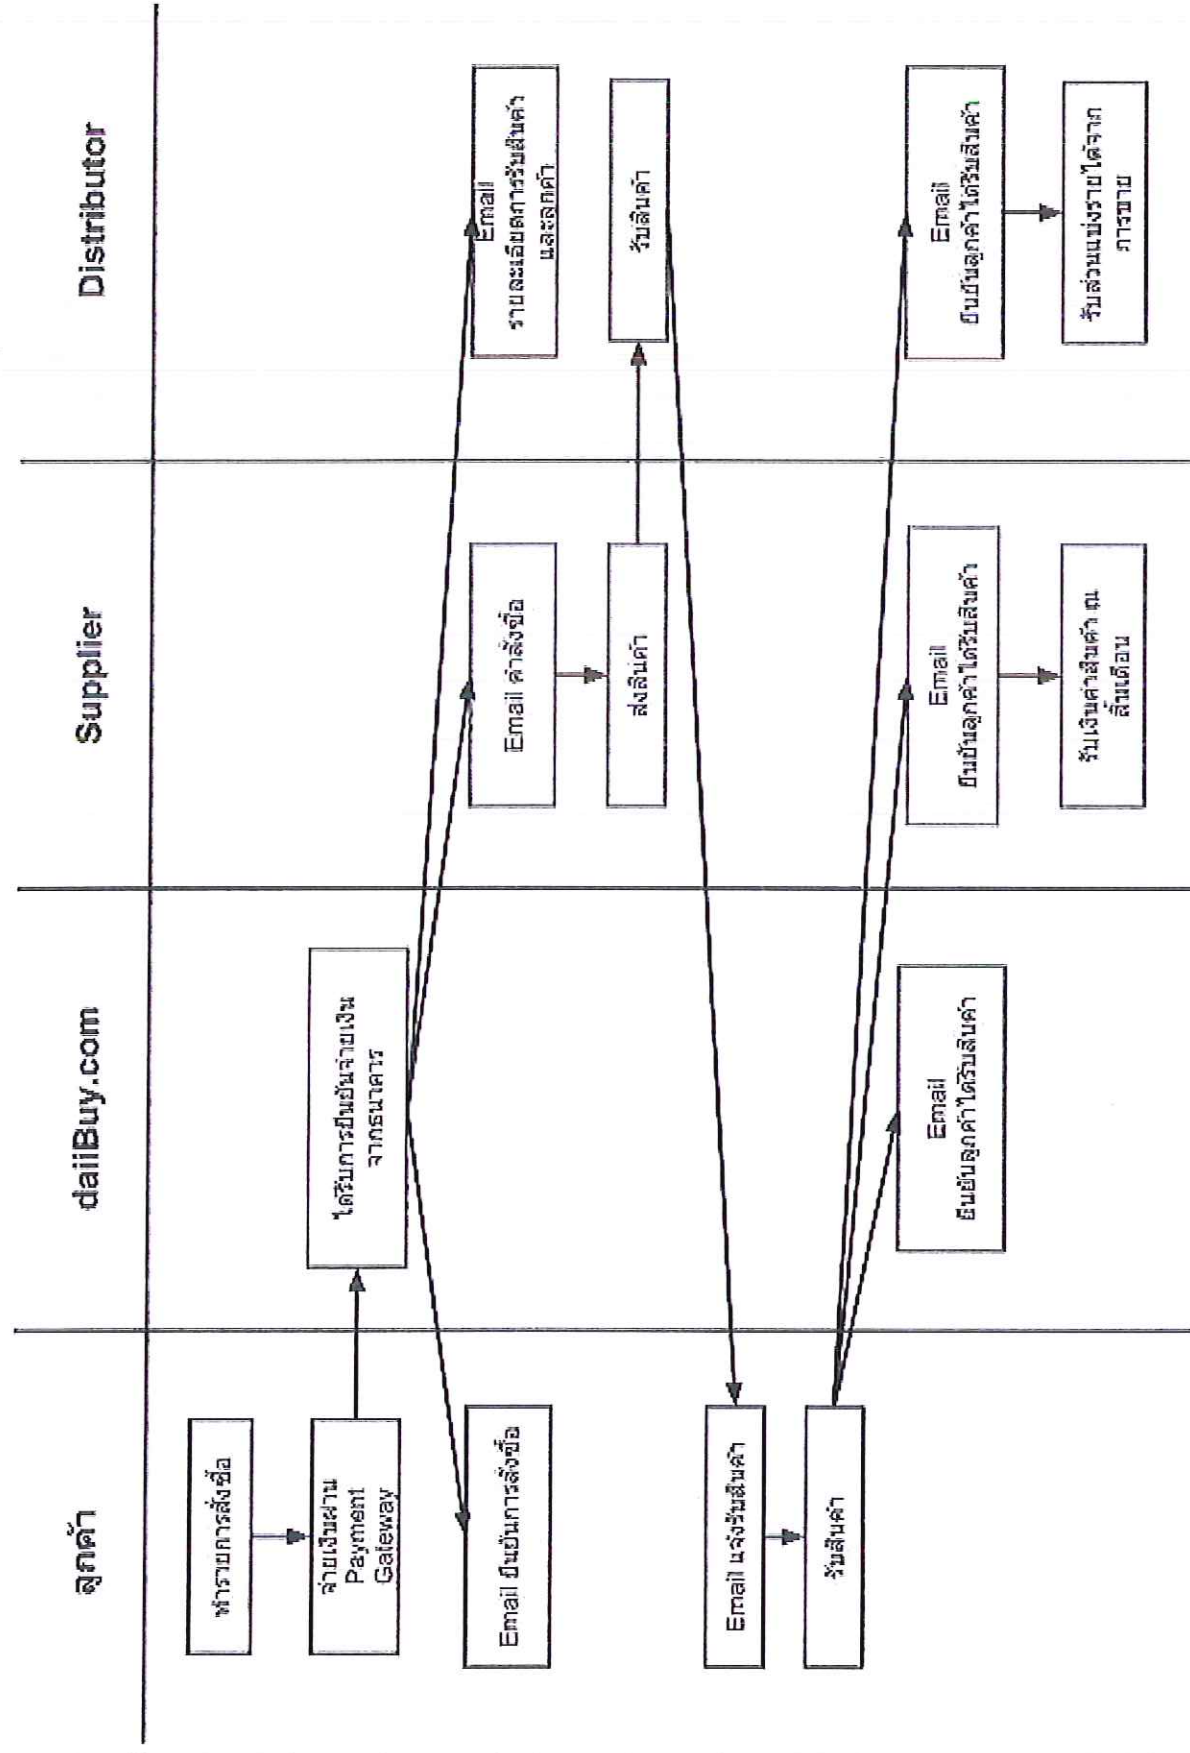 ลูกค้า
daiiBuy.com
Supplier
Distributor
ทำรายการสั่งซื้อ
จ่ายเงินผ่าน
Payment
Gateway
ได้รับการยืนยันจ่ายเงิน
จากธนาคาร
Email ยืนยันการสั่งซื้อ
Email คำสั่งซื้อ
Email
รายละเอียดการรับสินค้า
และลูกค้า
ส่งสินค้า
รับสินค้า
Email แจ้งรับสินค้า
รับสินค้า
Email
ยืนยันลูกค้าได้รับสินค้า
Email
ยืนยันลูกค้าได้รับสินค้า
Email
ยืนยันลูกค้าได้รับสินค้า
รับเงินค่าสินค้า ณ
สิ้นเดือน
รับส่วนแบ่งรายได้จาก
การขาย